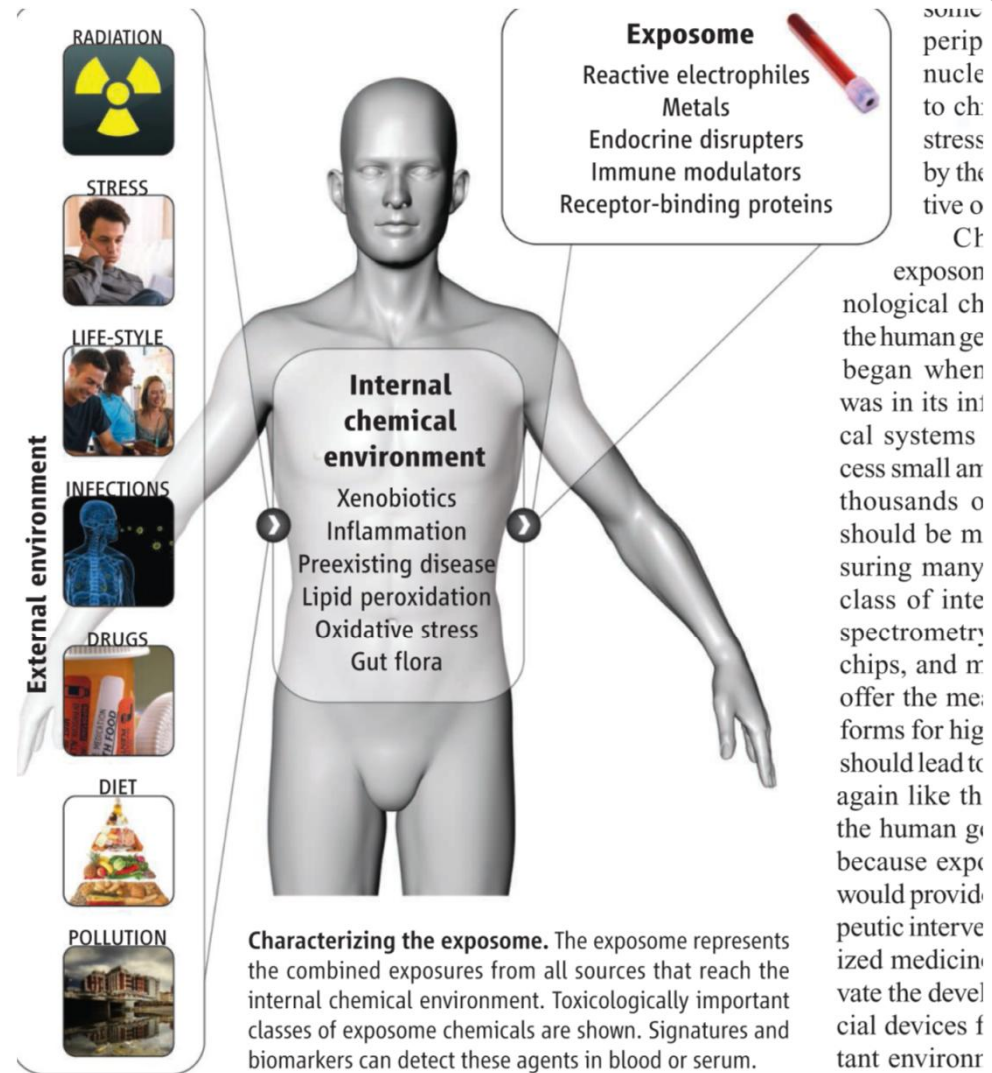 RADIATION
STRESS
LIFE-STYLE
INFECTIONS
DRUGS
DIET
POLLUTION
External environment
Internal
chemical
environment
Xenobiotics
Inflammation
Preexisting disease
Lipid peroxidation
Oxidative stress
Gut flora
Exposome
Reactive electrophiles
Metals
Endocrine disrupters
Immune modulators
Receptor-binding proteins
Characterizing the exposome. The exposome represents
the combined exposures from all sources that reach the
internal chemical environment. Toxicologically important
classes of exposome chemicals are shown. Signatures and
biomarkers can detect these agents in blood or serum.
some
perip
nucle
to ch
stress
by the
tive o
Ch
exposom
nological ch
the human ge
began when
was in its inf
cal systems
cess small am
thousands o
should be m
suring many
class of inte
spectrometry
chips, and m
offer the mea
forms for hig
should lead to
again like th
the human ge
because expo
would provide
peutic interve
ized medicine
vate the devel
cial devices f
tant environm